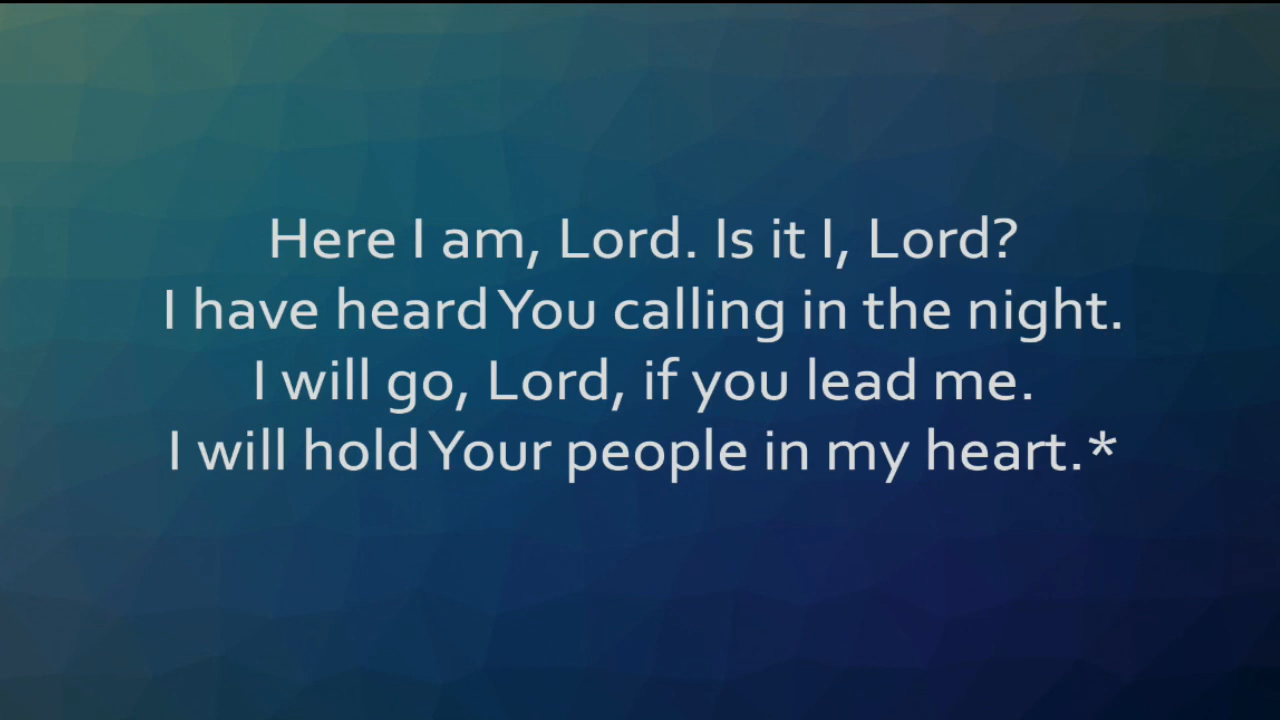 Here I am, Lord. Is it I, Lord?
I have heard You calling in the night.
I will go, Lord, if you lead me.
I will hold Your people in my heart.*